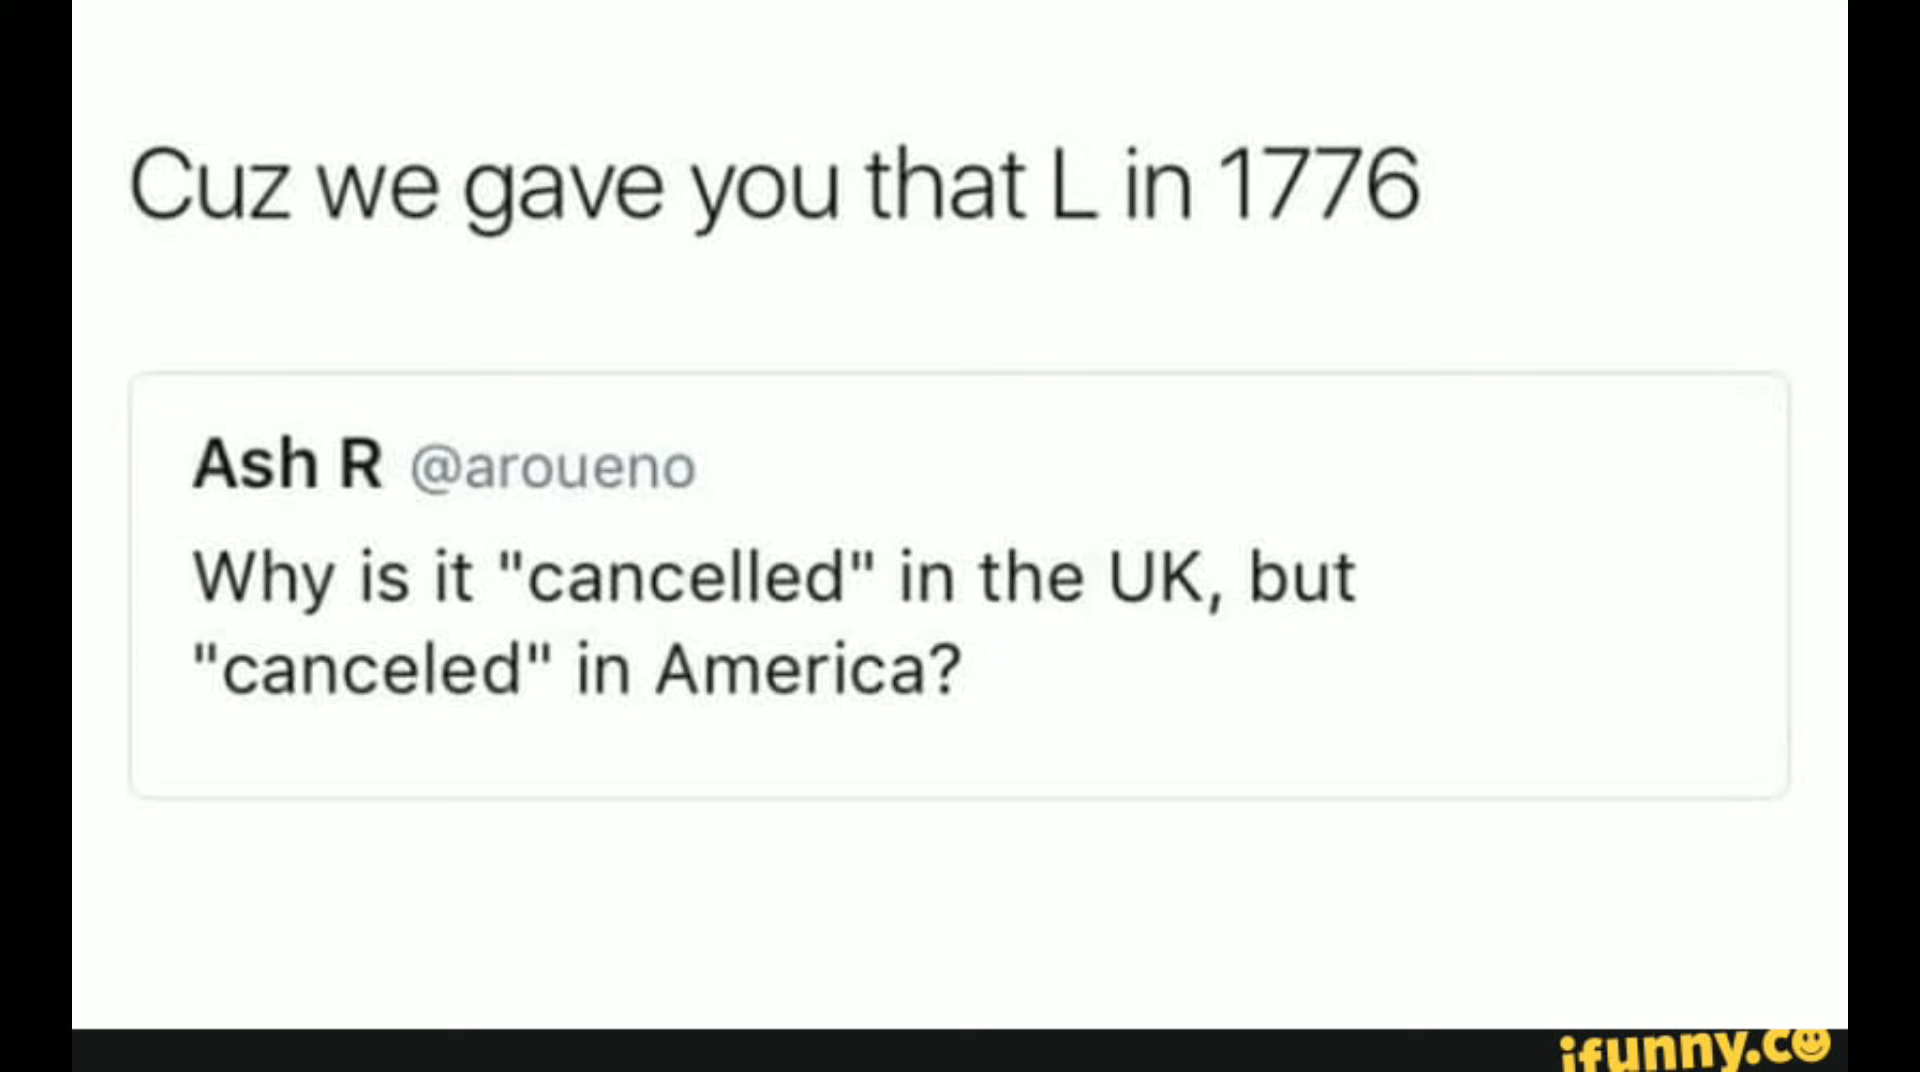 Cuz we gave you that L in 1776
Ash R @aroueno
Why is it "cancelled" in the UK, but
"canceled" in America?
ifunny.co